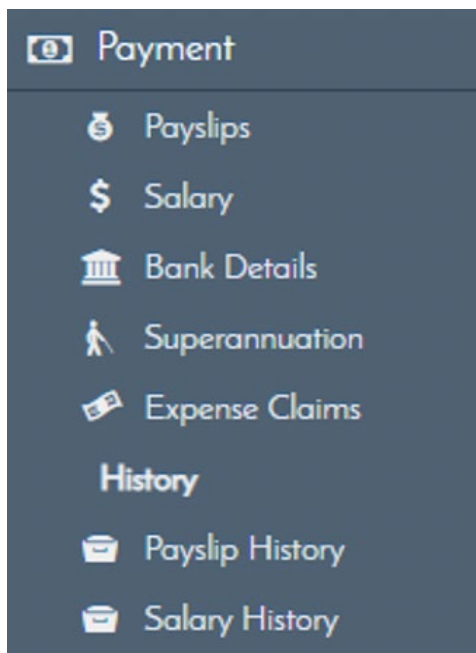 Payment
Payslips
Salary
Bank Details
Superannuation
Expense Claims
History
Payslip History
Salary History